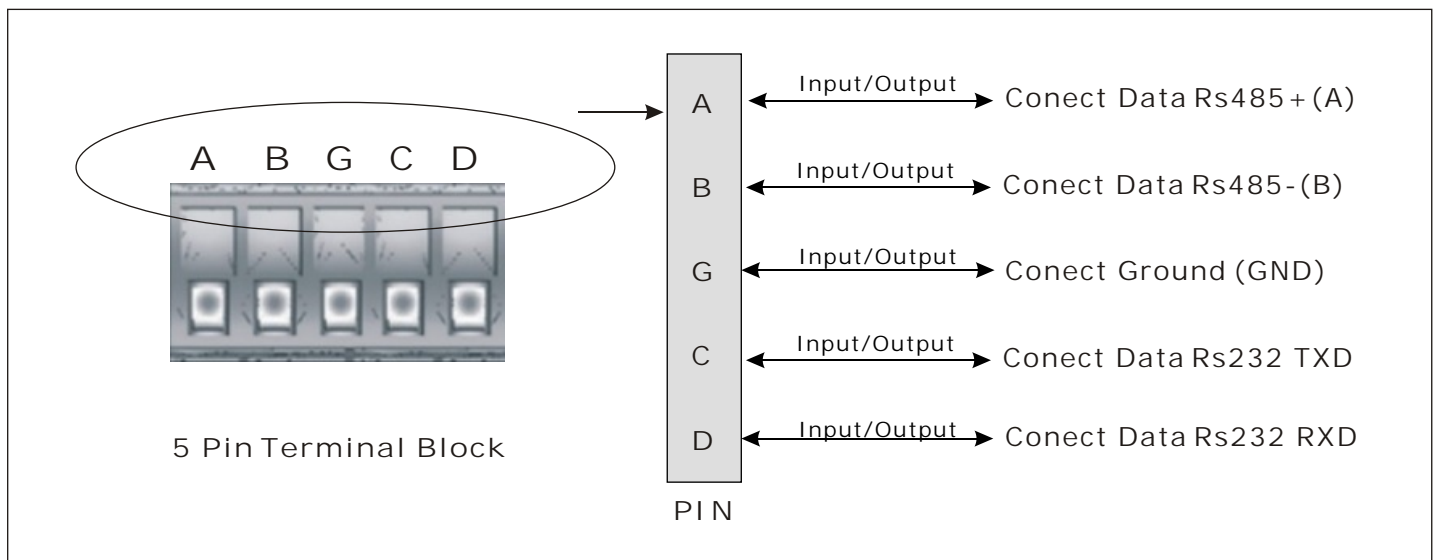 A B G C D
5 Pin Terminal Block
A Input/Output Conect Data Rs485+(A)
B Input/Output Conect Data Rs485-(B)
G Input/Output Conect Ground (GND)
C Input/Output Conect Data Rs232 TXD
D Input/Output Conect Data Rs232 RXD
PIN